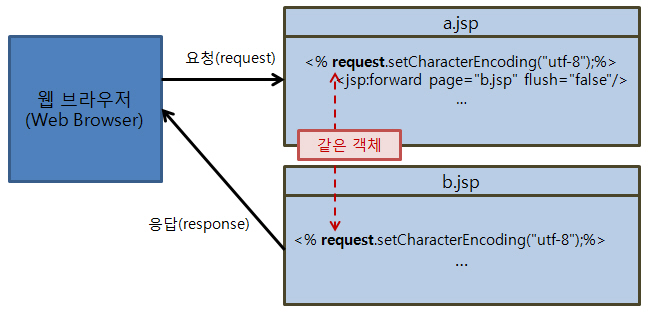 a.jsp
요청(request)
<% request.setCharacterEncoding("utf-8");%>
<jsp:forward page="b.jsp" flush="false"/>
...
웹 브라우저
(Web Browser)
같은 객체
b.jsp
응답(response)
<% request.setCharacterEncoding("utf-8");%>
...